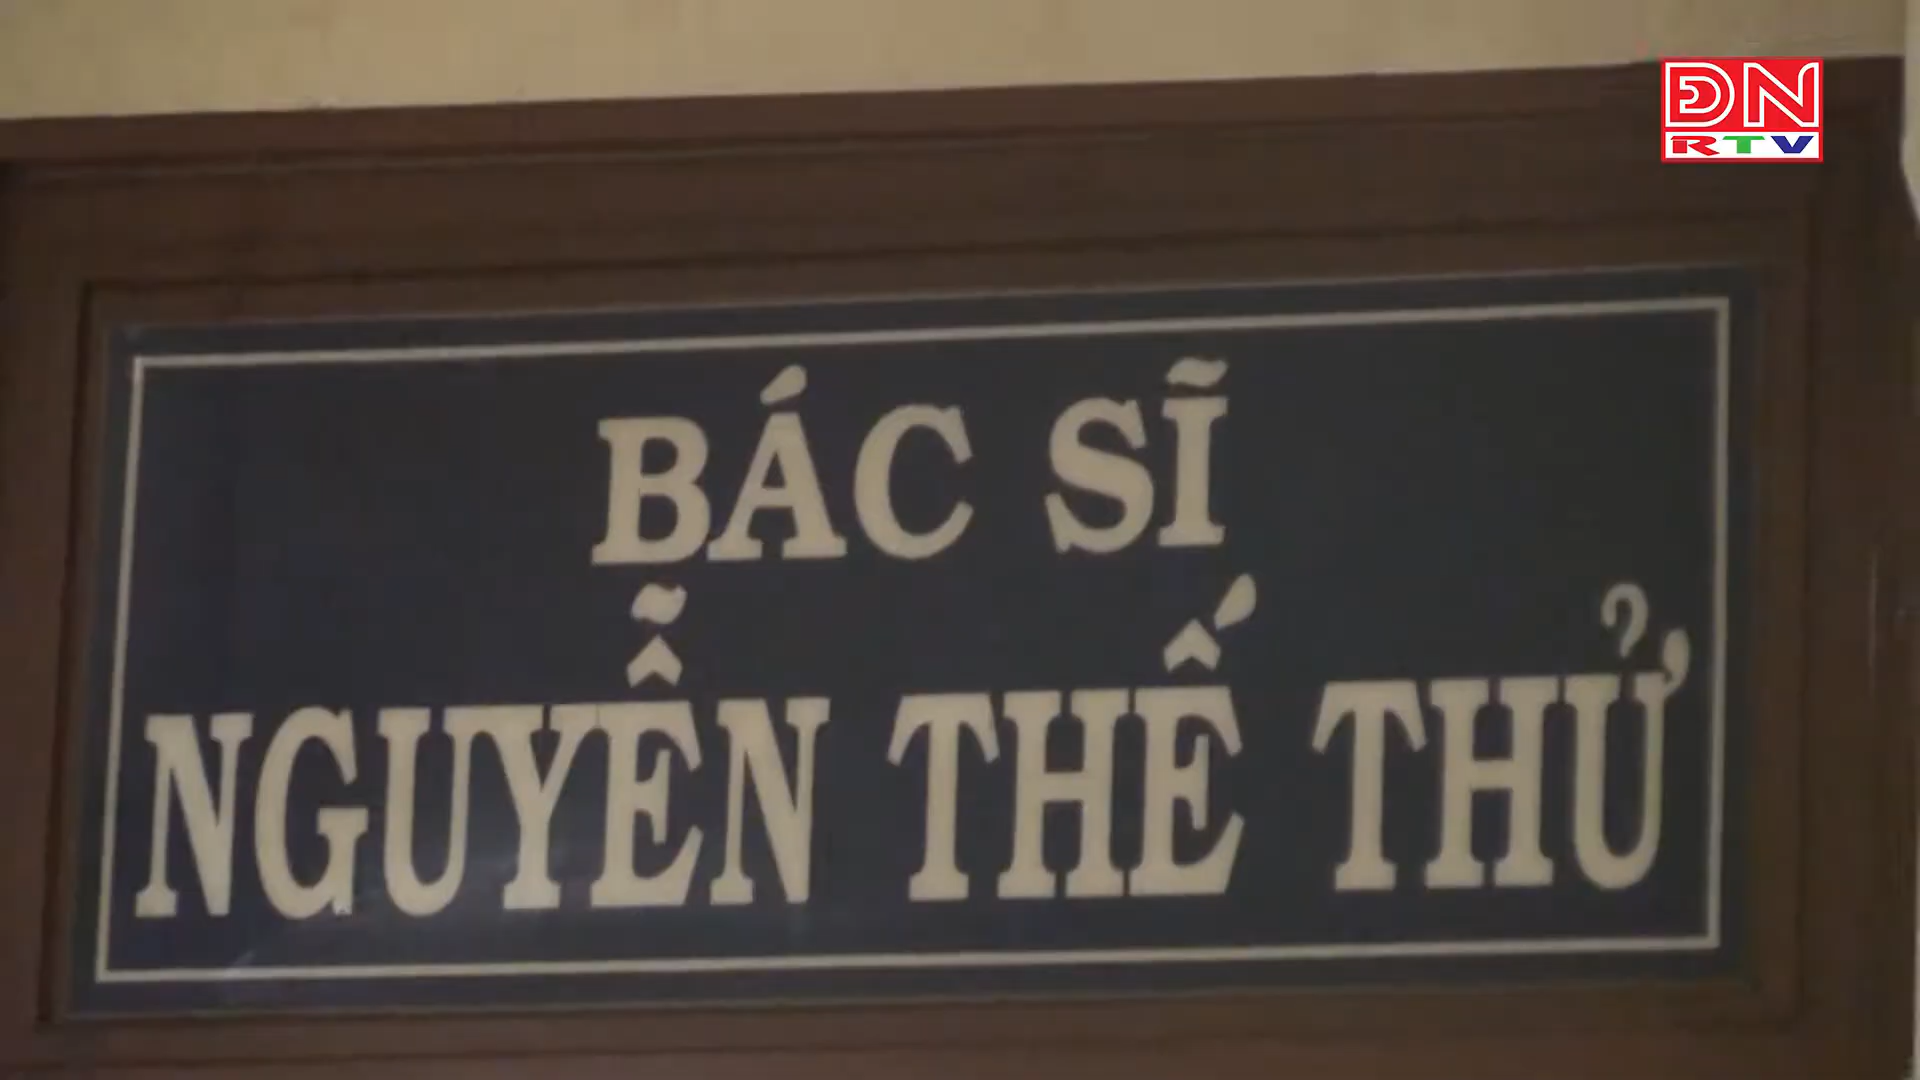 ĐN
RTV
BÁC SĨ
NGUYỄN THẾ THỬ